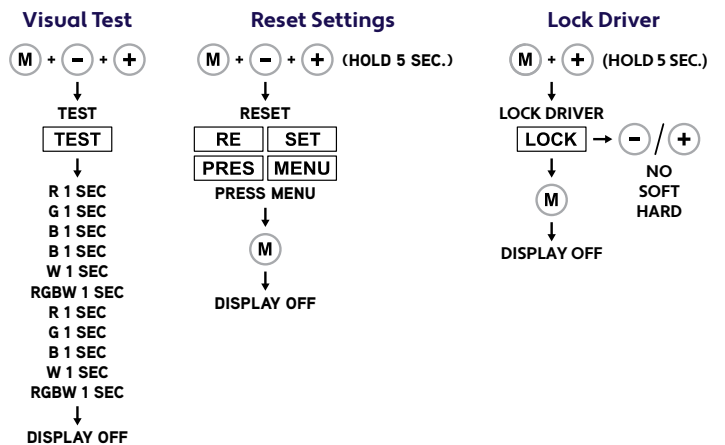 Visual Test
M + - + +
TEST
TEST
R 1 SEC
G 1 SEC
B 1 SEC
B 1 SEC
W 1 SEC
RGBW 1 SEC
R 1 SEC
G 1 SEC
B 1 SEC
W 1 SEC
RGBW 1 SEC
DISPLAY OFF
Reset Settings
M + - + + (HOLD 5 SEC.)
RESET
RE SET
PRES MENU
PRESS MENU
M
DISPLAY OFF
Lock Driver
M + + (HOLD 5 SEC.)
LOCK DRIVER
LOCK → - / +
NO
SOFT
HARD
M
DISPLAY OFF